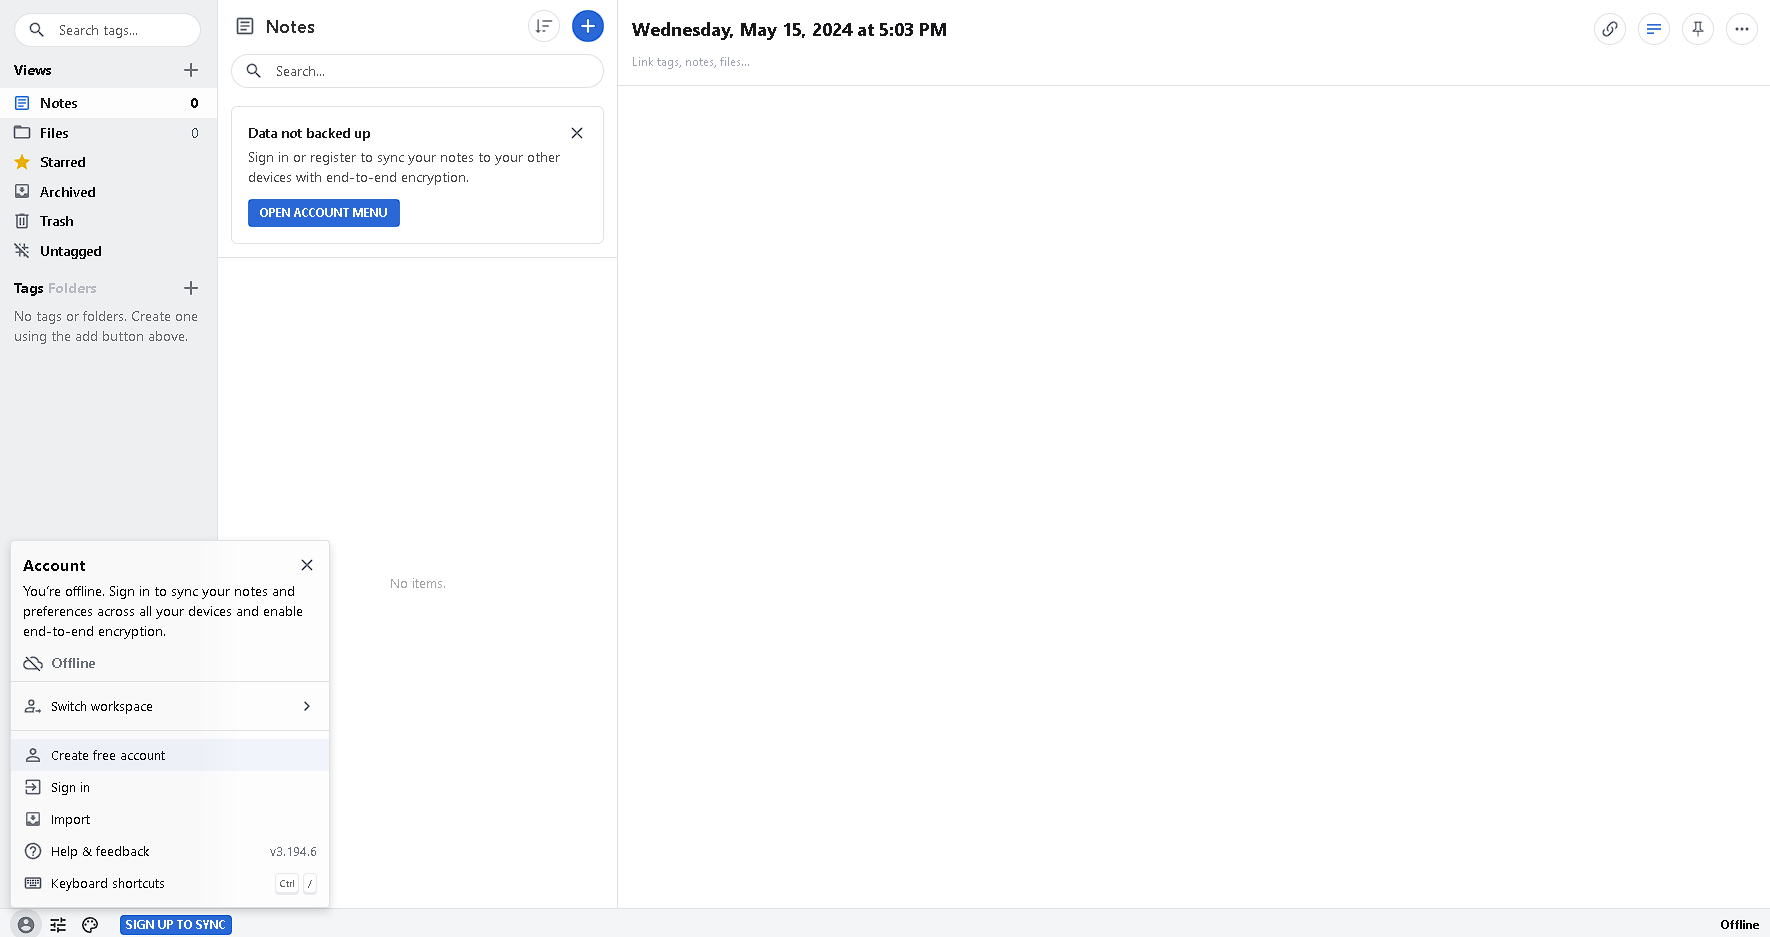 Search tags...
Views
Notes 0
Files 0
Starred
Archived
Trash
Untagged
Tags Folders
No tags or folders. Create one
using the add button above.
Notes
Search...
Data not backed up
Sign in or register to sync your notes to your other
devices with end-to-end encryption.
OPEN ACCOUNT MENU
No items.
Wednesday, May 15, 2024 at 5:03 PM
Link tags, notes, files...
Account
You're offline. Sign in to sync your notes and
preferences across all your devices and enable
end-to-end encryption.
Offline
Switch workspace
Create free account
Sign in
Import
Help & feedback v3.194.6
Keyboard shortcuts Ctrl /
SIGN UP TO SYNC
Offline